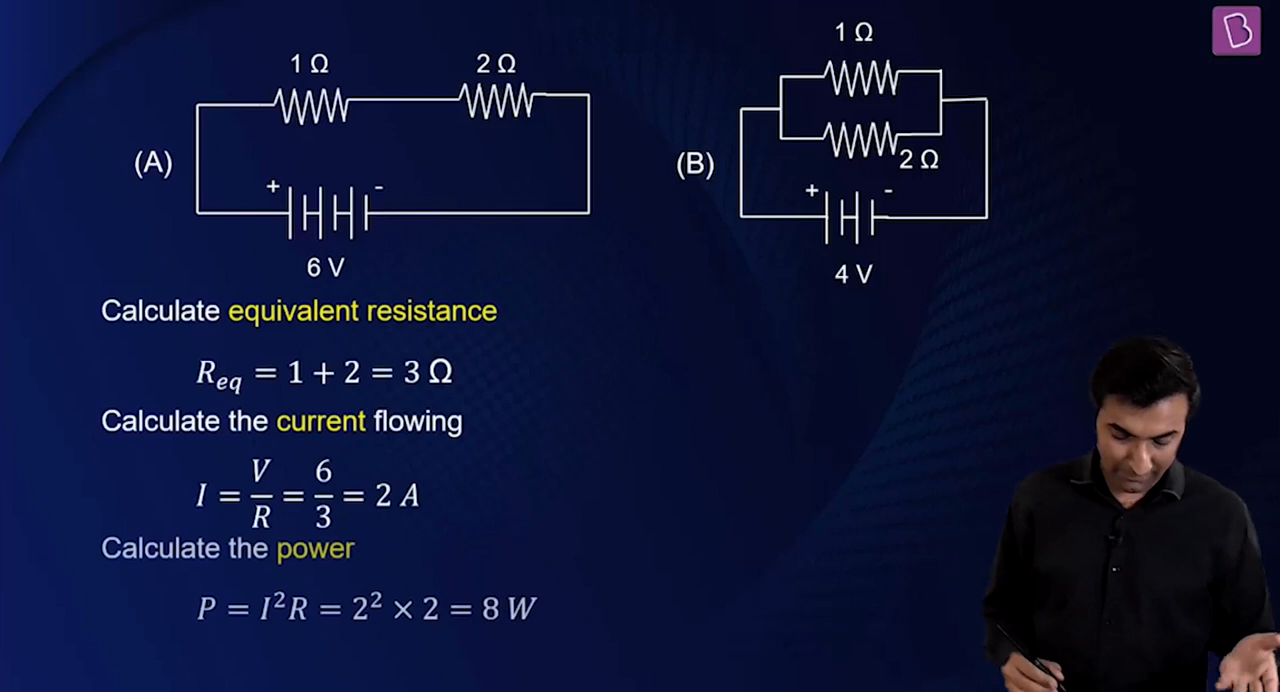 1 Ω
2 Ω
(A)
+ -
6 V
1 Ω
2 Ω
(B)
+ -
4 V
Calculate equivalent resistance
R_eq = 1 + 2 = 3 Ω
Calculate the current flowing
I = V/R = 6/3 = 2 A
Calculate the power
P = I²R = 2² × 2 = 8 W
B